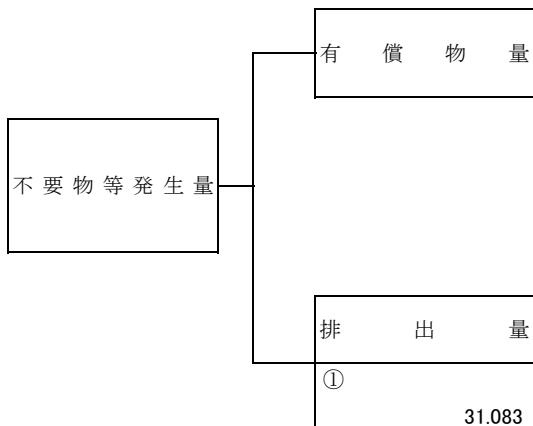 有償物量
不要物等発生量
排出量
①
31.083